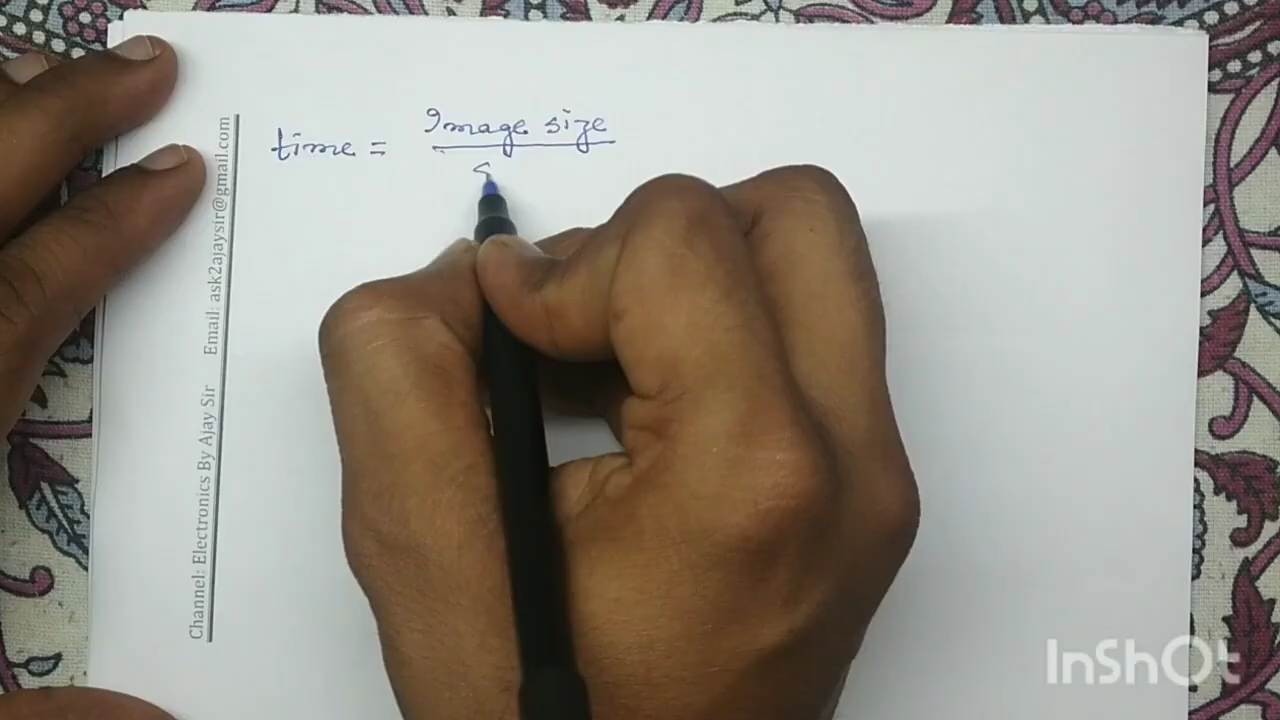 time = Image size
s
Channel: Electronics By Ajay Sir Email: ask2ajaysir@gmail.com
InShOt